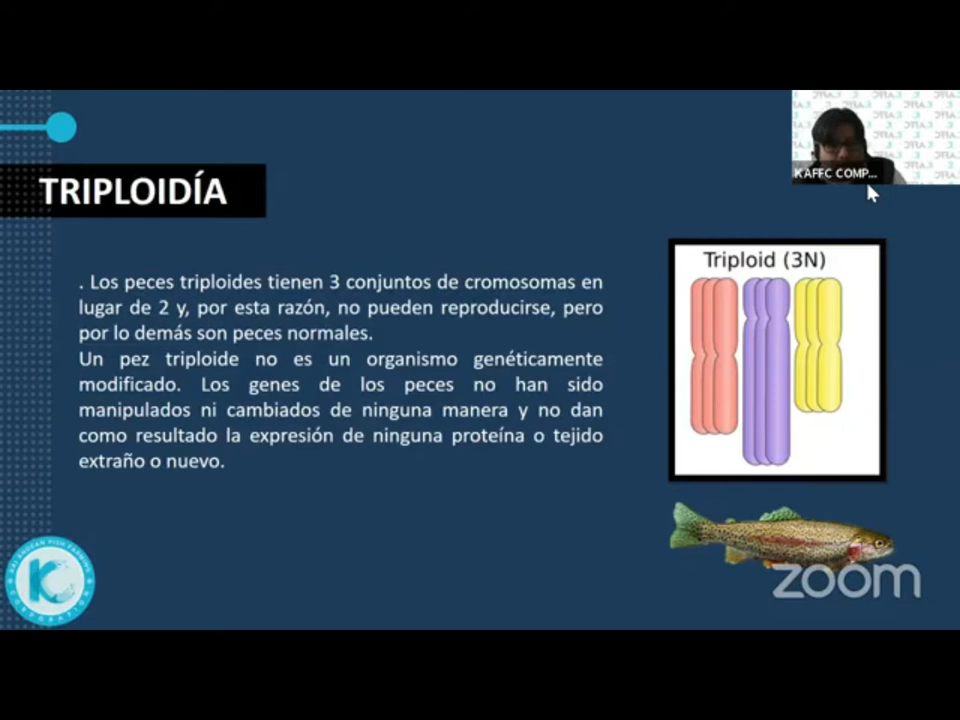 KAFFC COMP...
TRIPLOIDÍA
Triploid (3N)
. Los peces triploides tienen 3 conjuntos de cromosomas en
lugar de 2 y, por esta razón, no pueden reproducirse, pero
por lo demás son peces normales.
Un pez triploide no es un organismo genéticamente
modificado. Los genes de los peces no han sido
manipulados ni cambiados de ninguna manera y no dan
como resultado la expresión de ninguna proteína o tejido
extraño o nuevo.
FISH FARMING
CORPORATION
K
zoom